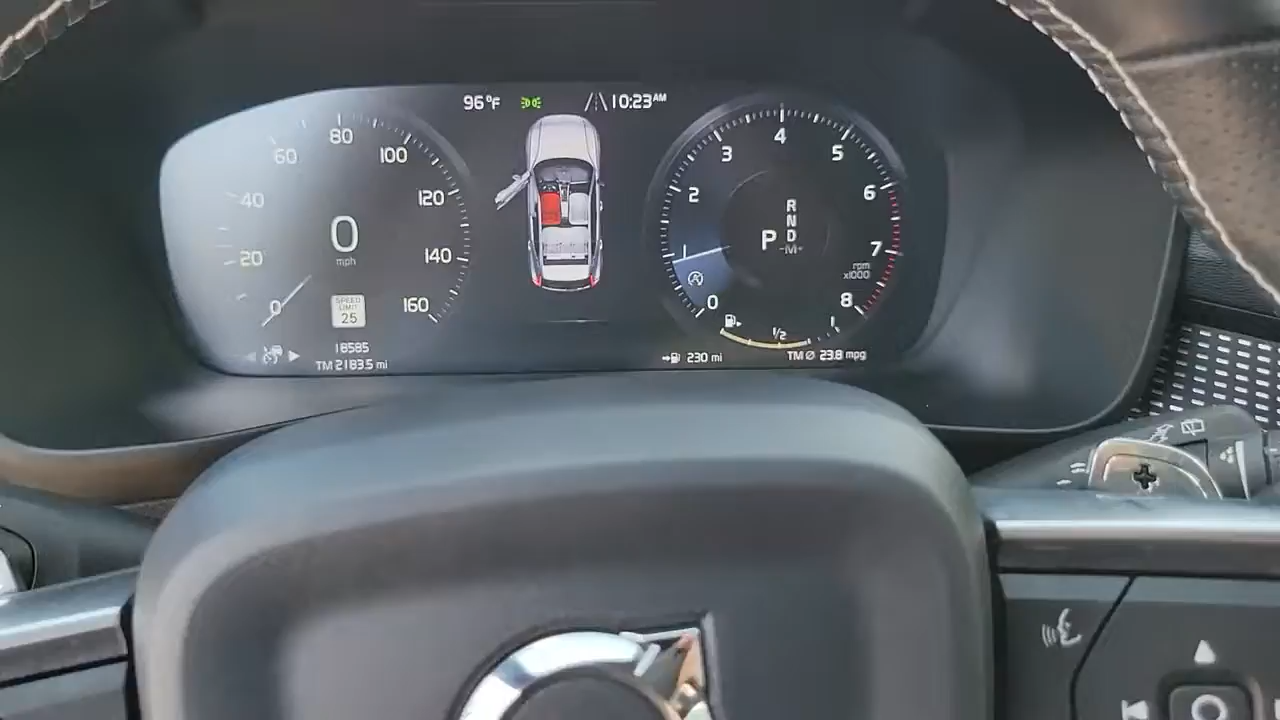 96°F 10:23AM
80
60
100
40
120
20
140
0
160
0
mph
SPEED
LIMIT
25
18585
TM 2183.5 mi
4
3
5
2
6
1
7
0
8
R
N
P D
-M+
rpm
x1000
1/2
230 mi
TM Ø 23.8 mpg